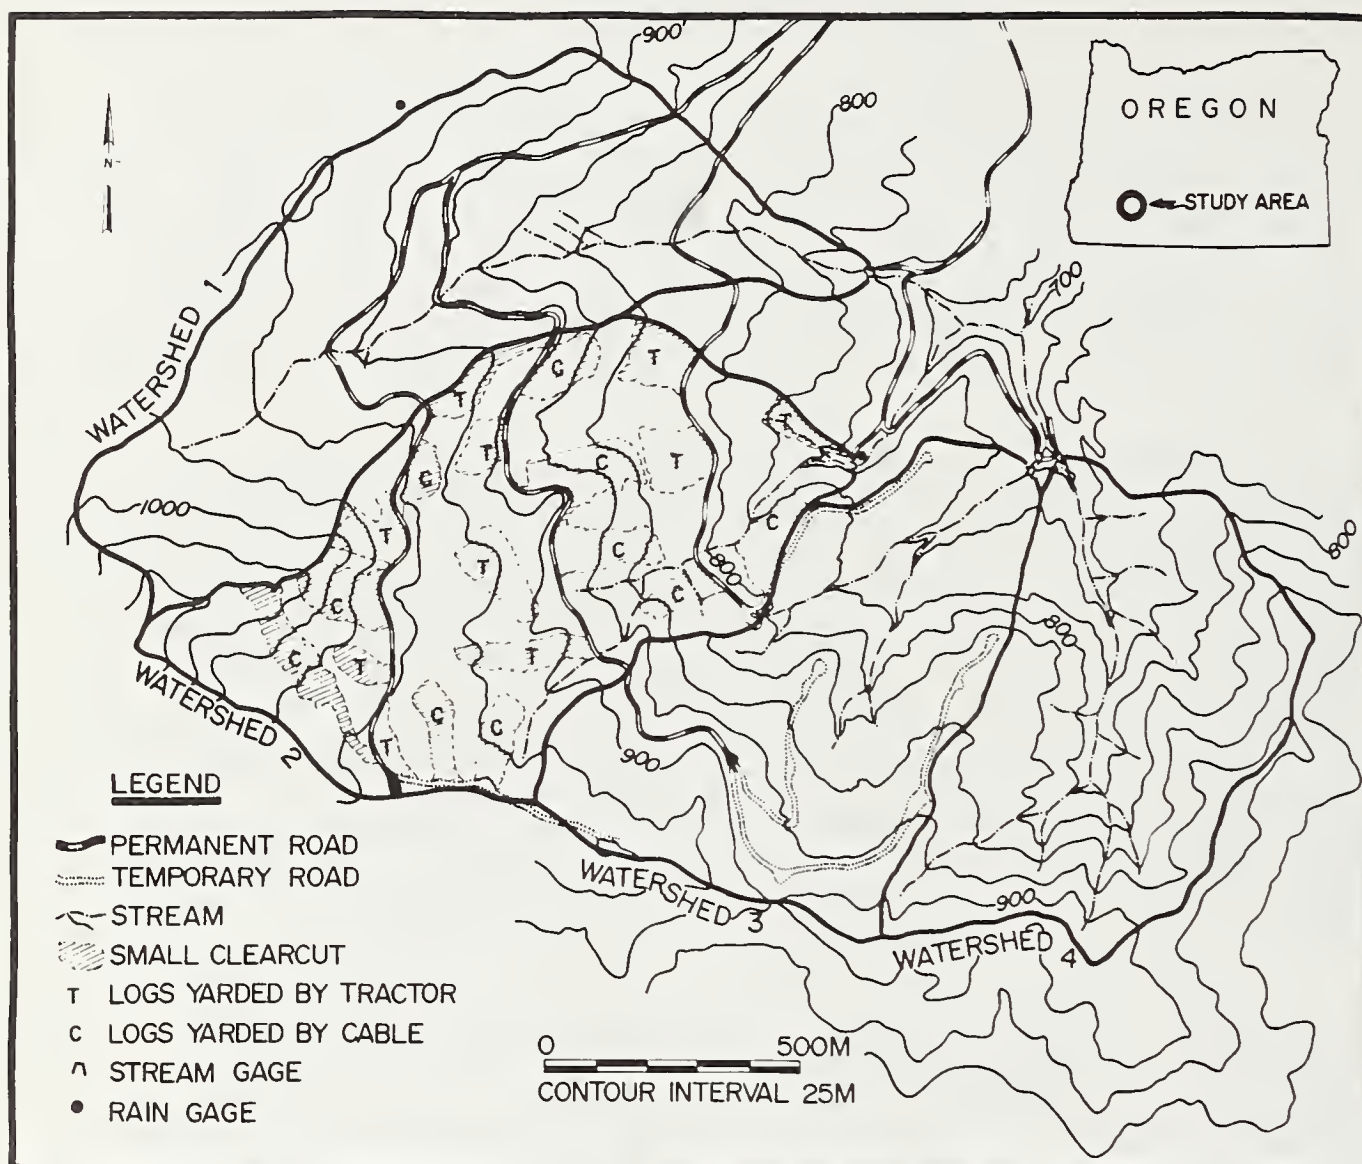 900'
800
OREGON
N
STUDY AREA
700
WATERSHED 1
T
C
T
T
T
C
T
C
T
1000
T
C
C
T
C
800
C
800
C
T
C
T
800
WATERSHED 2
C
C
T
900
LEGEND
PERMANENT ROAD
TEMPORARY ROAD
WATERSHED 3
900
STREAM
WATERSHED 4
SMALL CLEARCUT
T LOGS YARDED BY TRACTOR
C LOGS YARDED BY CABLE
0 500M
STREAM GAGE
CONTOUR INTERVAL 25M
RAIN GAGE